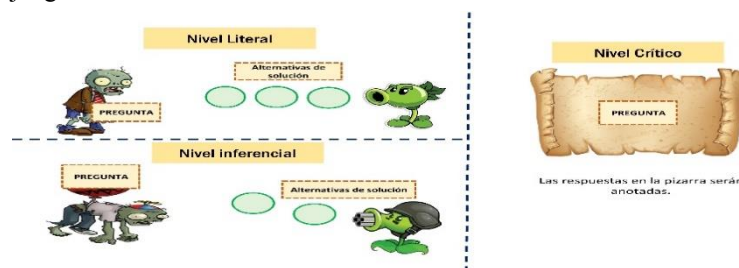 Nivel Literal
Alternativas de
solución
PREGUNTA
Nivel inferencial
PREGUNTA
Alternativas de solución
Nivel Crítico
PREGUNTA
Las respuestas en la pizarra serán
anotadas.